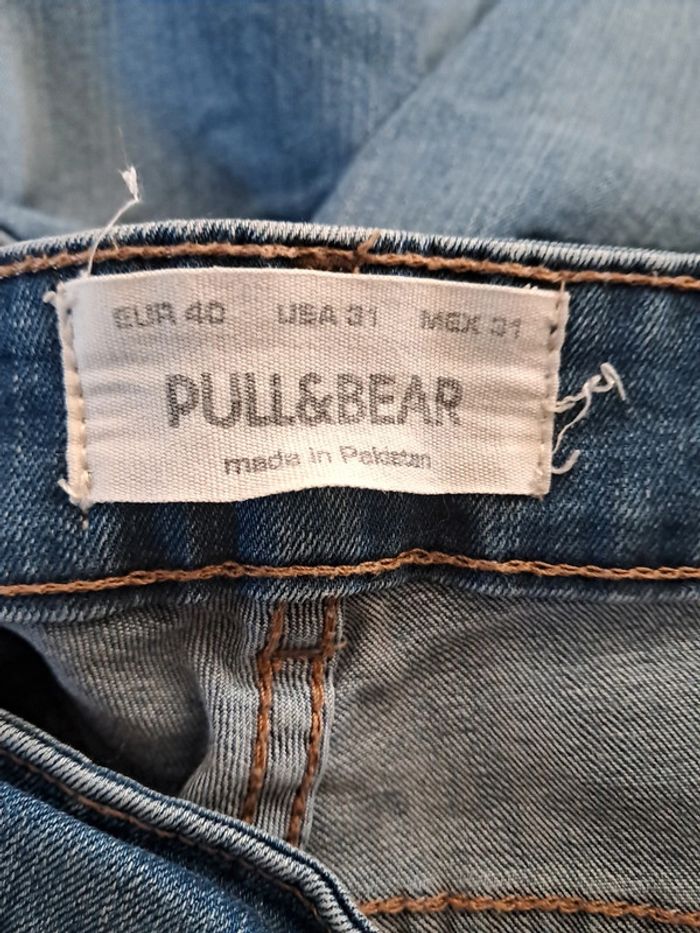 EUR 40 USA 31 MEX 31
PULL&BEAR
made in Pakistan